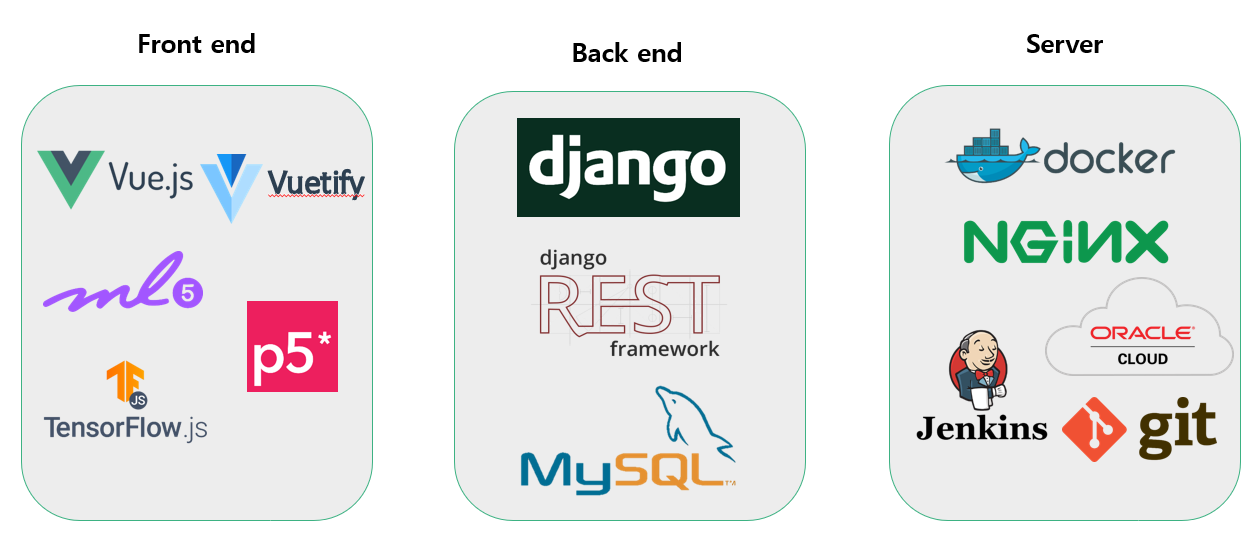 Front end
Vue.js
Vuetify
ml5
p5*
TF
JS
TensorFlow.js
Back end
django
django
REST
framework
MySQL™
Server
docker
NGINX
ORACLE®
CLOUD
Jenkins
git